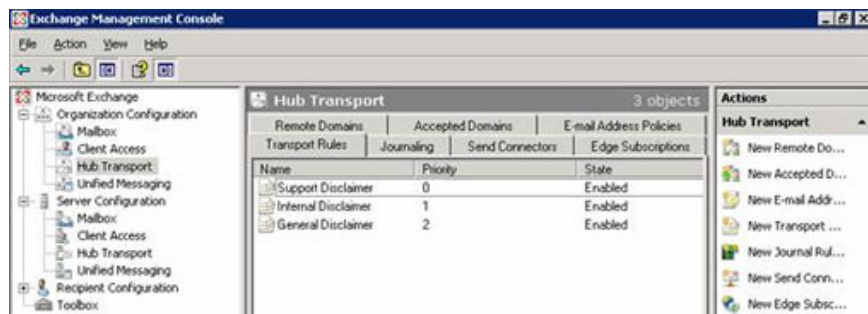 Exchange Management Console
File Action View Help
Microsoft Exchange
Organization Configuration
Mailbox
Client Access
Hub Transport
Unified Messaging
Server Configuration
Mailbox
Client Access
Hub Transport
Unified Messaging
Recipient Configuration
Toolbox
Hub Transport 3 objects
Remote Domains Accepted Domains E-mail Address Policies
Transport Rules Journaling Send Connectors Edge Subscriptions
Name Priority State
Support Disclaimer 0 Enabled
Internal Disclaimer 1 Enabled
General Disclaimer 2 Enabled
Actions
Hub Transport
New Remote Do...
New Accepted D...
New E-mail Addr...
New Transport ...
New Journal Rul...
New Send Conn...
New Edge Subsc...